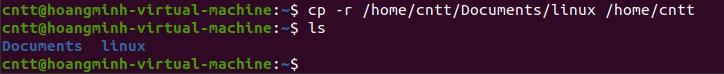 cntt@hoangminh-virtual-machine:~$ cp -r /home/cntt/Documents/linux /home/cntt
cntt@hoangminh-virtual-machine:~$ ls
Documents  linux
cntt@hoangminh-virtual-machine:~$